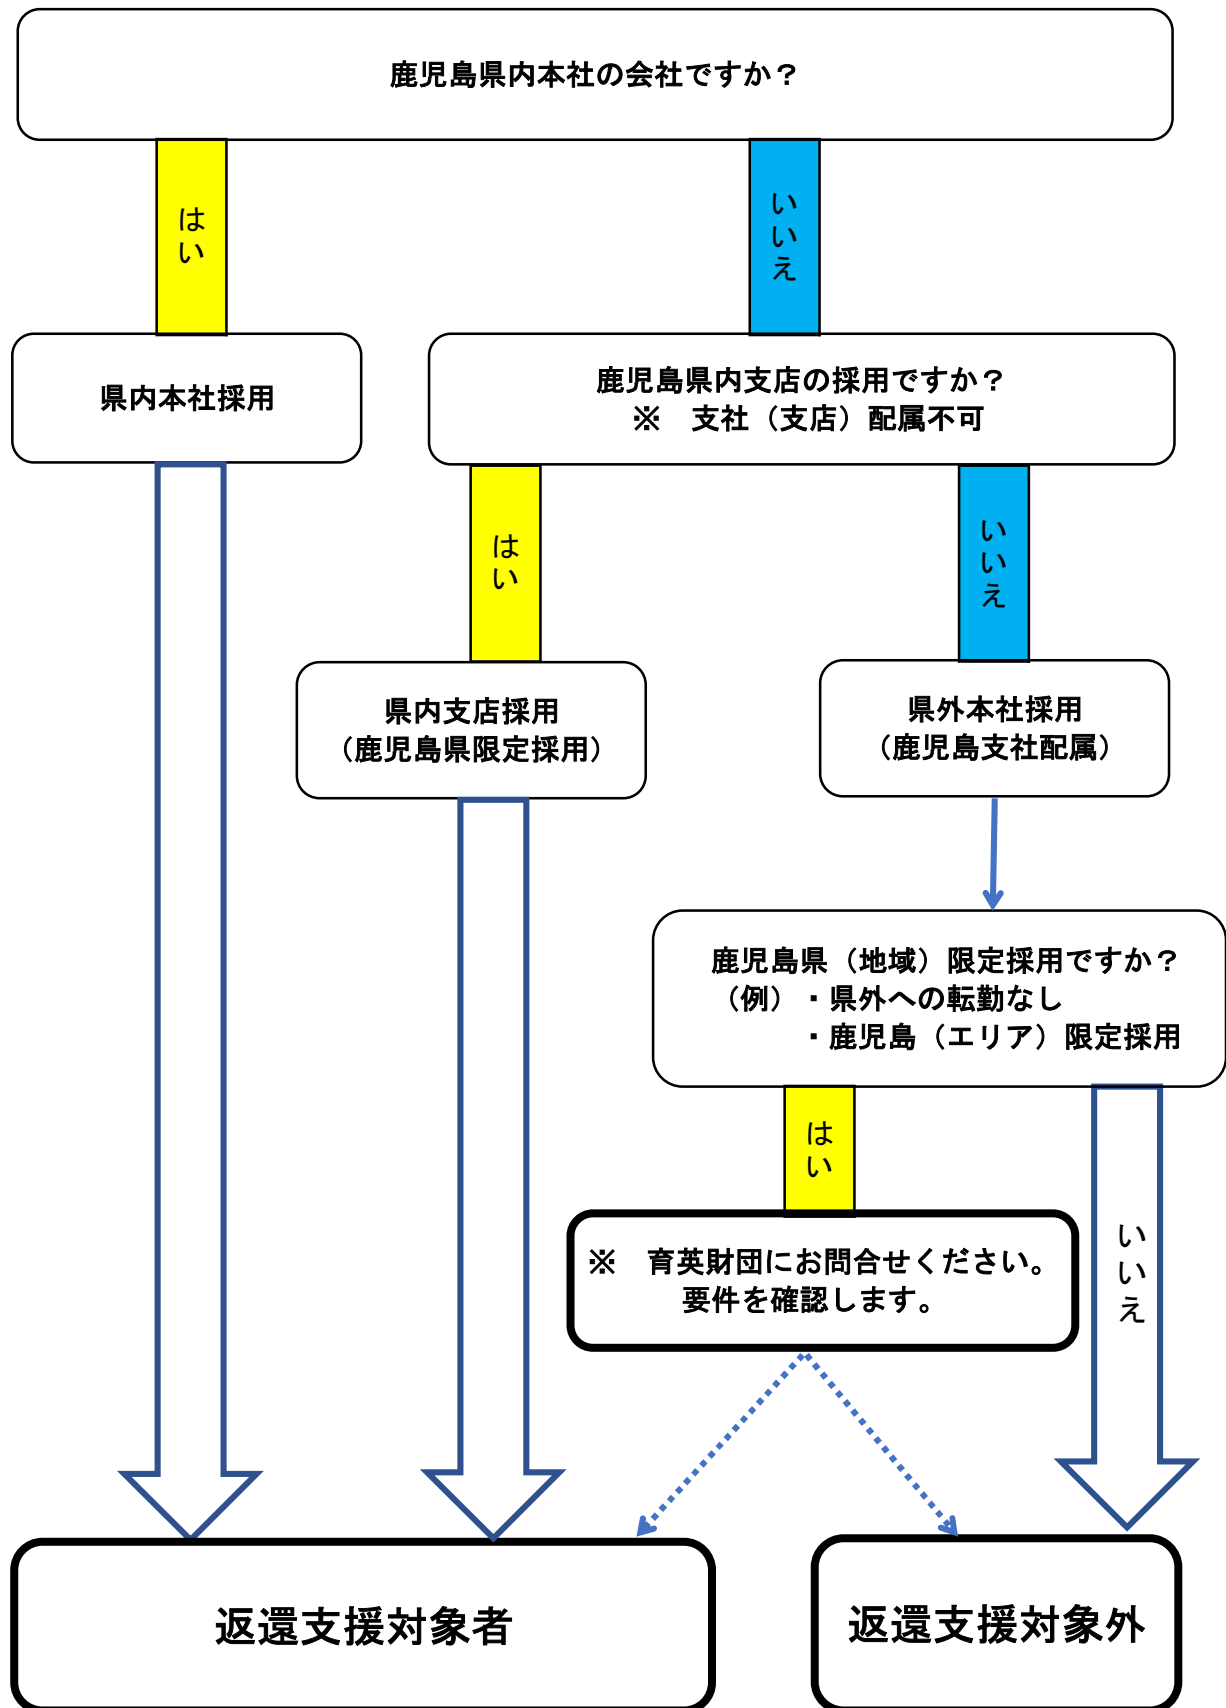 鹿児島県内本社の会社ですか？
はい
いいえ
県内本社採用
鹿児島県内支店の採用ですか？
※　支社（支店）配属不可
はい
いいえ
県内支店採用
（鹿児島県限定採用）
県外本社採用
（鹿児島支社配属）
鹿児島県（地域）限定採用ですか？
（例）・県外への転勤なし
・鹿児島（エリア）限定採用
はい
いいえ
※　育英財団にお問合せください。
要件を確認します。
返還支援対象者
返還支援対象外